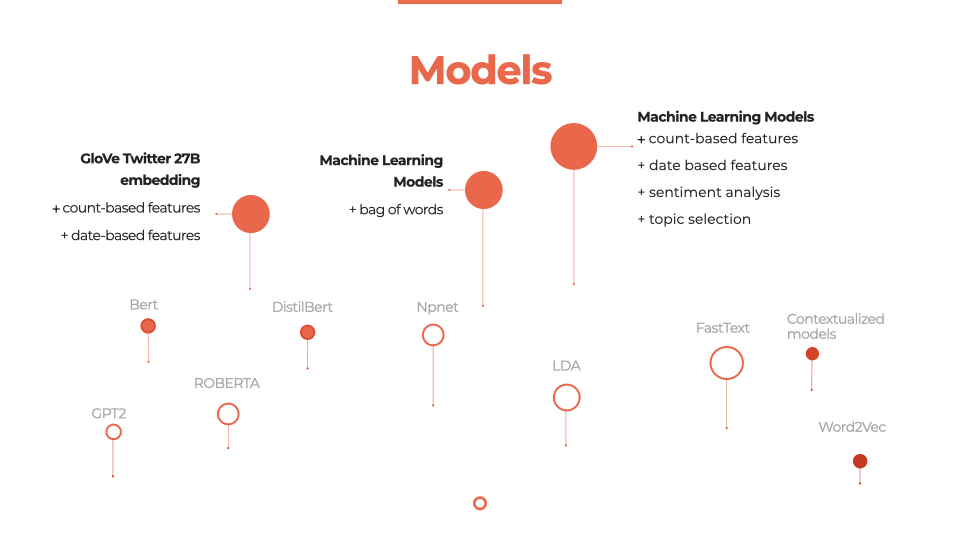 Models
GloVe Twitter 27B
embedding
+ count-based features
+ date-based features
Machine Learning
Models
+ bag of words
Machine Learning Models
+ count-based features
+ date based features
+ sentiment analysis
+ topic selection
Bert
DistilBert
Npnet
FastText
Contextualized
models
LDA
ROBERTA
GPT2
Word2Vec